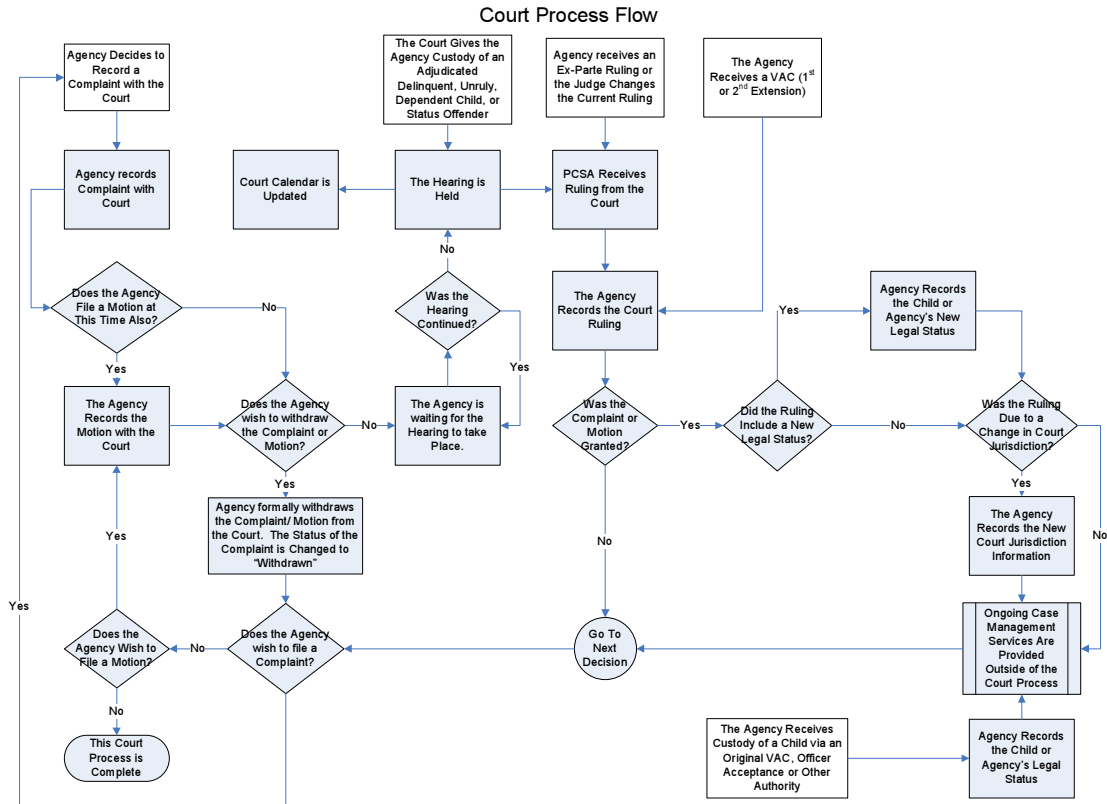 Court Process Flow
Agency Decides to
Record a
Complaint with the
Court
The Court Gives the
Agency Custody of an
Adjudicated
Delinquent, Unruly,
Dependent Child, or
Status Offender
Agency receives an
Ex-Parte Ruling or
the Judge Changes
the Current Ruling
The Agency
Receives a VAC (1st
or 2nd Extension)
Agency records
Complaint with
Court
Court Calendar is
Updated
The Hearing is
Held
PCSA Receives
Ruling from the
Court
No
Does the Agency
File a Motion at
This Time Also?
No
Was the
Hearing
Continued?
Yes
The Agency
Records the Court
Ruling
Yes
Agency Records
the Child or
Agency's New
Legal Status
Yes
The Agency
Records the
Motion with the
Court
Does the Agency
wish to withdraw
the Complaint or
Motion?
No
The Agency is
waiting for the
Hearing to take
Place.
Was the
Complaint or
Motion
Granted?
Yes
Did the Ruling
Include a New
Legal Status?
No
Was the Ruling
Due to a
Change in Court
Jurisdiction?
Yes
Yes
Agency formally withdraws
the Complaint/ Motion from
the Court. The Status of the
Complaint is Changed to
"Withdrawn"
Yes
No
The Agency
Records the New
Court Jurisdiction
Information
No
Yes
Does the
Agency Wish to
File a Motion?
No
Does the Agency
wish to file a
Complaint?
Go To
Next
Decision
Ongoing Case
Management
Services Are
Provided
Outside of the
Court Process
No
This Court
Process is
Complete
The Agency Receives
Custody of a Child via an
Original VAC, Officer
Acceptance or Other
Authority
Agency Records
the Child or
Agency's Legal
Status